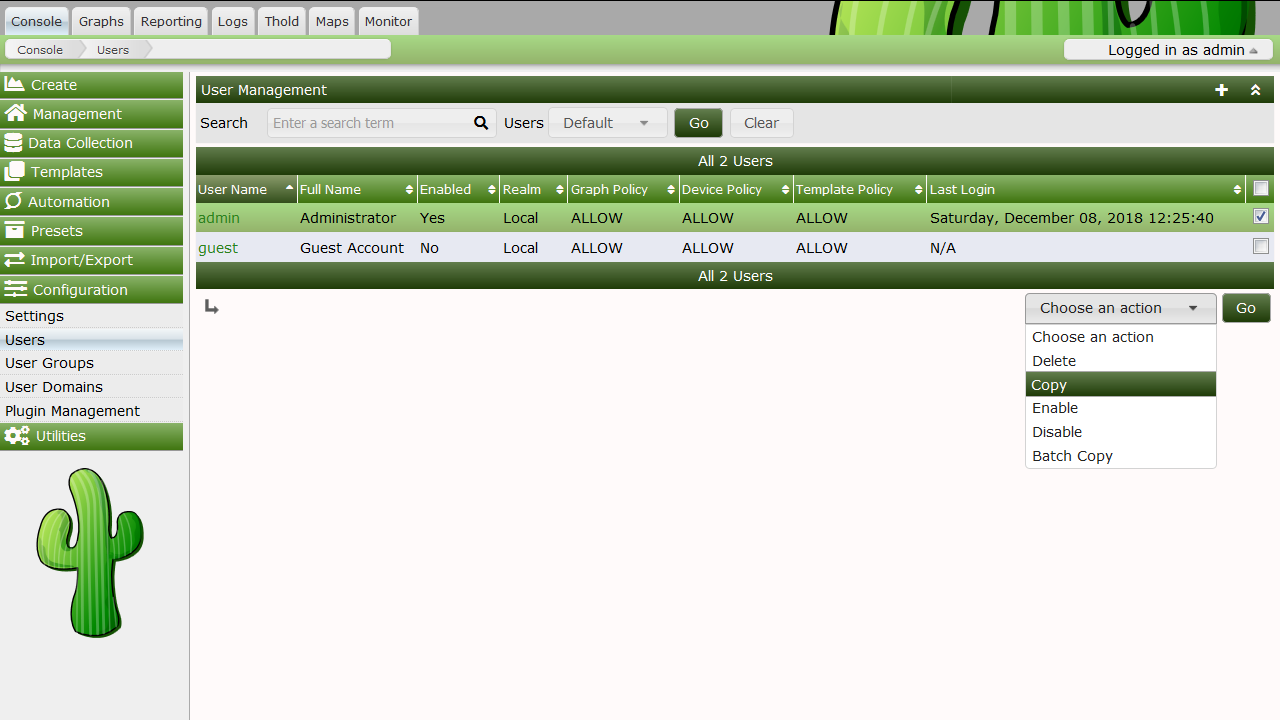 Console Graphs Reporting Logs Thold Maps Monitor
Console Users Logged in as admin
Create
Management
Data Collection
Templates
Automation
Presets
Import/Export
Configuration
Settings
Users
User Groups
User Domains
Plugin Management
Utilities
User Management
Search Enter a search term Users Default Go Clear
All 2 Users
User Name Full Name Enabled Realm Graph Policy Device Policy Template Policy Last Login
admin Administrator Yes Local ALLOW ALLOW ALLOW Saturday, December 08, 2018 12:25:40
guest Guest Account No Local ALLOW ALLOW ALLOW N/A
All 2 Users
Choose an action Go
Choose an action
Delete
Copy
Enable
Disable
Batch Copy